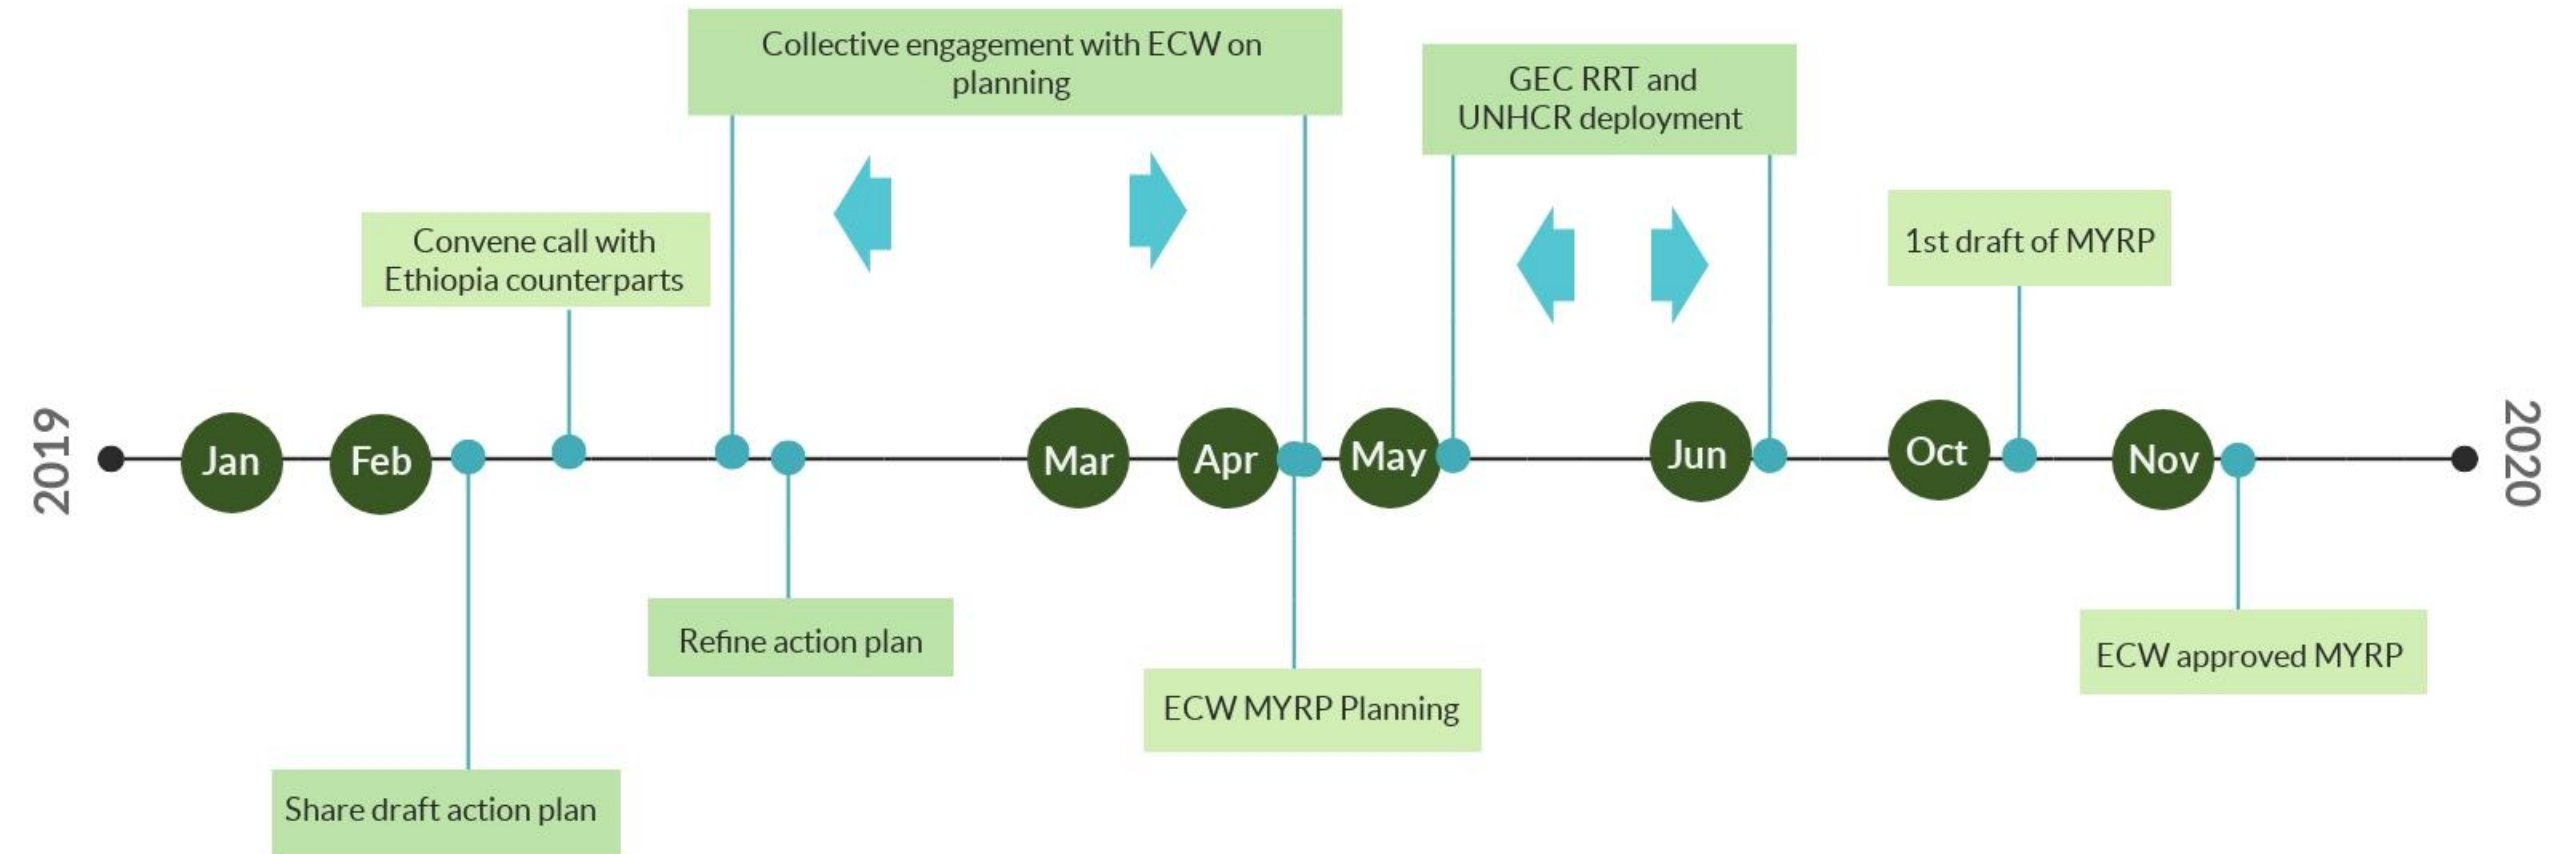 Collective engagement with ECW on
planning
GEC RRT and
UNHCR deployment
Convene call with
Ethiopia counterparts
1st draft of MYRP
2019
Jan
Feb
Mar
Apr
May
Jun
Oct
Nov
2020
Refine action plan
ECW MYRP Planning
ECW approved MYRP
Share draft action plan